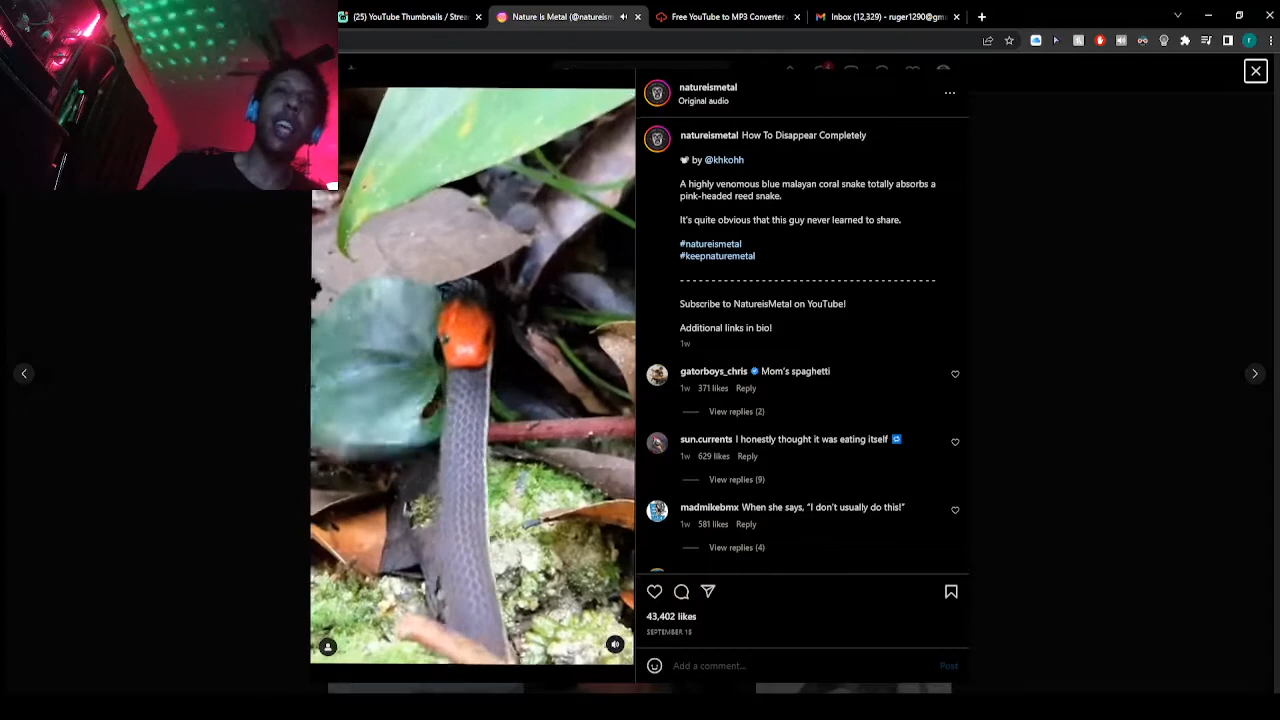 (25) YouTube Thumbnails / Strea
Nature is Metal (@natureism
Free YouTube to MP3 Converter
Inbox (12,329) - ruger1290@gm
natureismetal
Original audio
natureismetal How To Disappear Completely
by @khkohh
A highly venomous blue malayan coral snake totally absorbs a
pink-headed reed snake.
It's quite obvious that this guy never learned to share.
#natureismetal
#keepnaturemetal
Subscribe to NatureisMetal on YouTube!
Additional links in bio!
1w
gatorboys_chris Mom's spaghetti
1w 371 likes Reply
View replies (2)
sun.currents I honestly thought it was eating itself
1w 629 likes Reply
View replies (9)
madmikebmx When she says, "I don't usually do this!"
1w 581 likes Reply
View replies (4)
43,402 likes
SEPTEMBER 15
Add a comment... Post